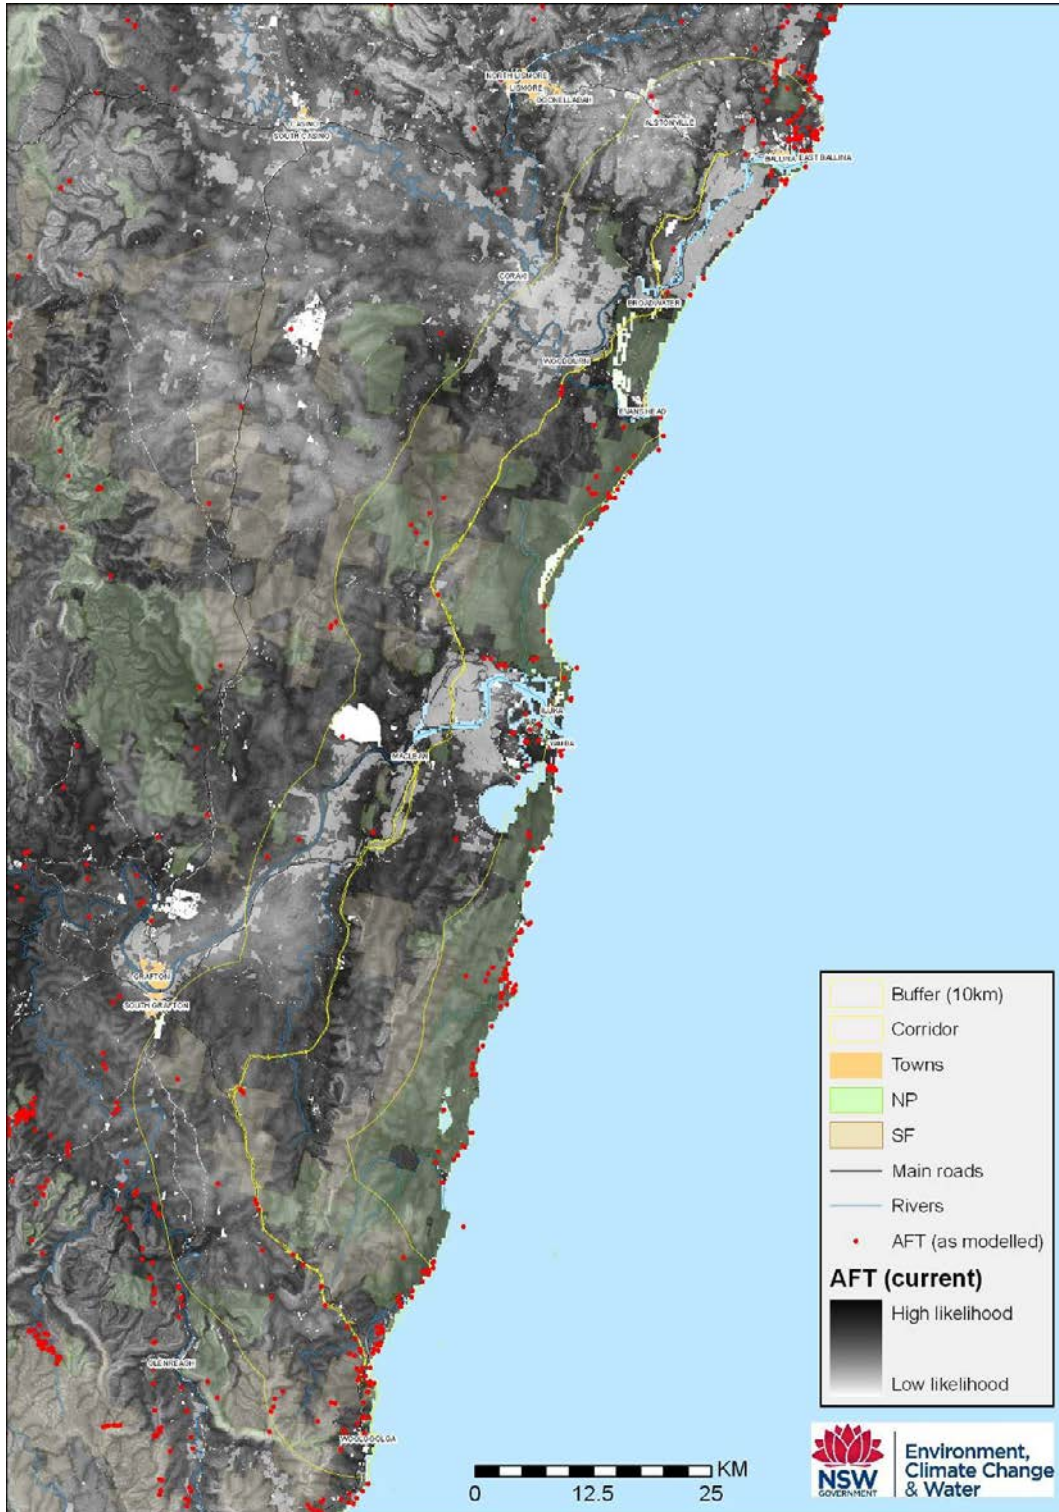 NORTH LISMORE
LISMORE
GOONELLABAH
CASINO
SOUTH CASINO
ALSTONVILLE
BALLINA
EAST BALLINA
CORAKI
BROADWATER
WOODBURN
EVANS HEAD
ILUKA
YAMBA
MACLEAN
GRAFTON
SOUTH GRAFTON
GLENREAGH
WOOLGOOLGA
Buffer (10km)
Corridor
Towns
NP
SF
Main roads
Rivers
AFT (as modelled)
AFT (current)
High likelihood
Low likelihood
KM
0 12.5 25
NSW
GOVERNMENT
Environment,
Climate Change
& Water